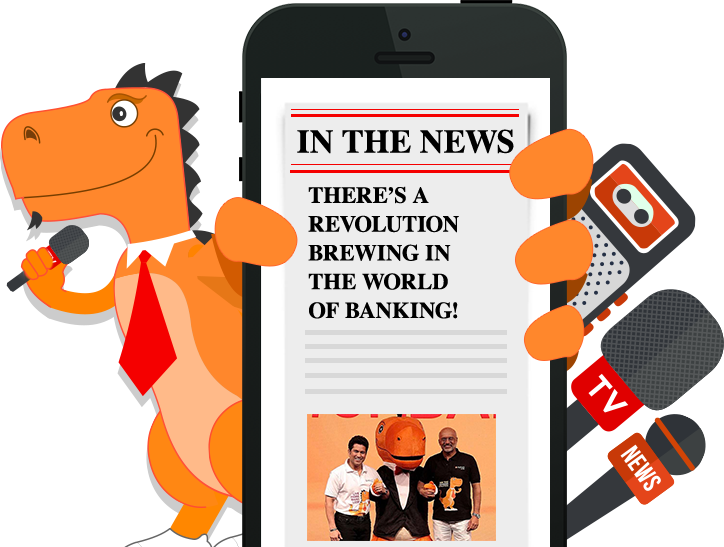 IN THE NEWS
THERE'S A
REVOLUTION
BREWING IN
THE WORLD
OF BANKING!
TV
NEWS